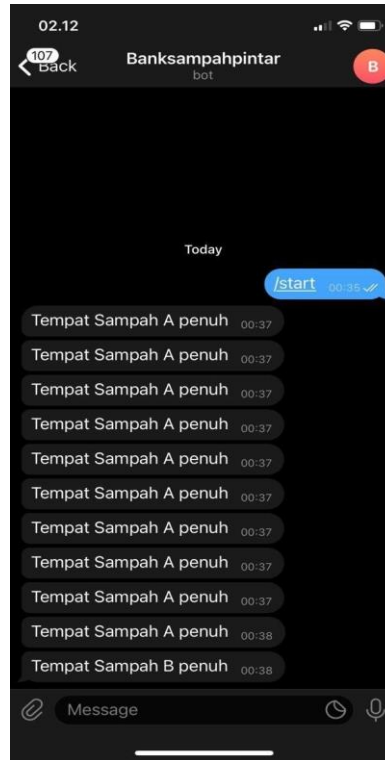 02.12
107
Back
Banksampahpintar
bot
B
Today
/start 00:35
Tempat Sampah A penuh 00:37
Tempat Sampah A penuh 00:37
Tempat Sampah A penuh 00:37
Tempat Sampah A penuh 00:37
Tempat Sampah A penuh 00:37
Tempat Sampah A penuh 00:37
Tempat Sampah A penuh 00:37
Tempat Sampah A penuh 00:37
Tempat Sampah A penuh 00:37
Tempat Sampah A penuh 00:38
Tempat Sampah B penuh 00:38
Message